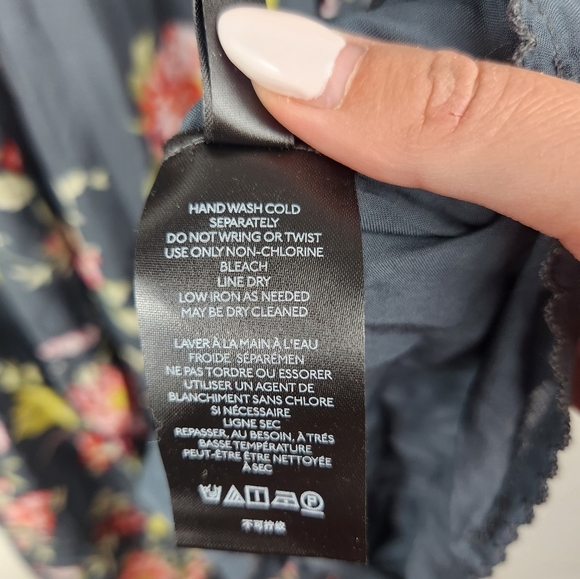 HAND WASH COLD
SEPARATELY
DO NOT WRING OR TWIST
USE ONLY NON-CHLORINE
BLEACH
LINE DRY
LOW IRON AS NEEDED
MAY BE DRY CLEANED
LAVER À LA MAIN À L'EAU
FROIDE SÉPARÉMEN
NE PAS TORDRE OU ESSORER
UTILISER UN AGENT DE
BLANCHIMENT SANS CHLORE
SI NÉCESSAIRE
LIGNE SEC
REPASSER, AU BESOIN, À TRÉS
BASSE TEMPÉRATURE
PEUT-ÊTRE ÊTRE NETTOYÉE
À SEC
P
不可拧绞